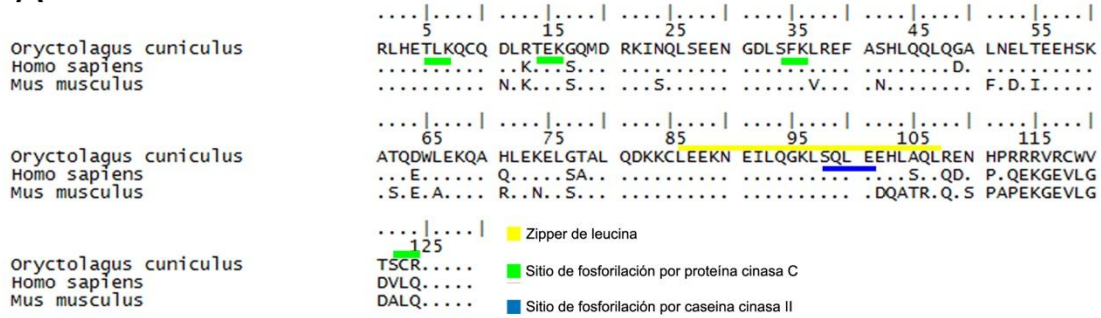 ....|....| ....|....| ....|....| ....|....| ....|....| ....|....|
5 15 25 35 45 55
Oryctolagus cuniculus RLHETLKQCQ DLRTEKGQMD RKINQLSEEN GDLSFKLREF ASHLQQLQGA LNELTEEHSK
Homo sapiens .......... ..K...S... .......... .......... ........D. ..........
Mus musculus .......... N.K...S... ...S...... ......V... .N........ F.D.I.....
....|....| ....|....| ....|....| ....|....| ....|....| ....|....|
65 75 85 95 105 115
Oryctolagus cuniculus ATQDWLEKQA HLEKELGTAL QDKKCLEEKN EILQGKLSQL EEHLAQLREN HPRRRVRCWV
Homo sapiens ...E...... Q.....SA.. .......... .......... .....S..QD. P.QEKGEVLG
Mus musculus .S.E.A.... R..N..S... .......... .......... ..DQATR.Q.S PAPEKGEVLG
....|....|
125
Oryctolagus cuniculus TSCR.....
Homo sapiens DVLQ.....
Mus musculus DALQ.....
Zipper de leucina
Sitio de fosforilación por proteína cinasa C
Sitio de fosforilación por caseina cinasa II